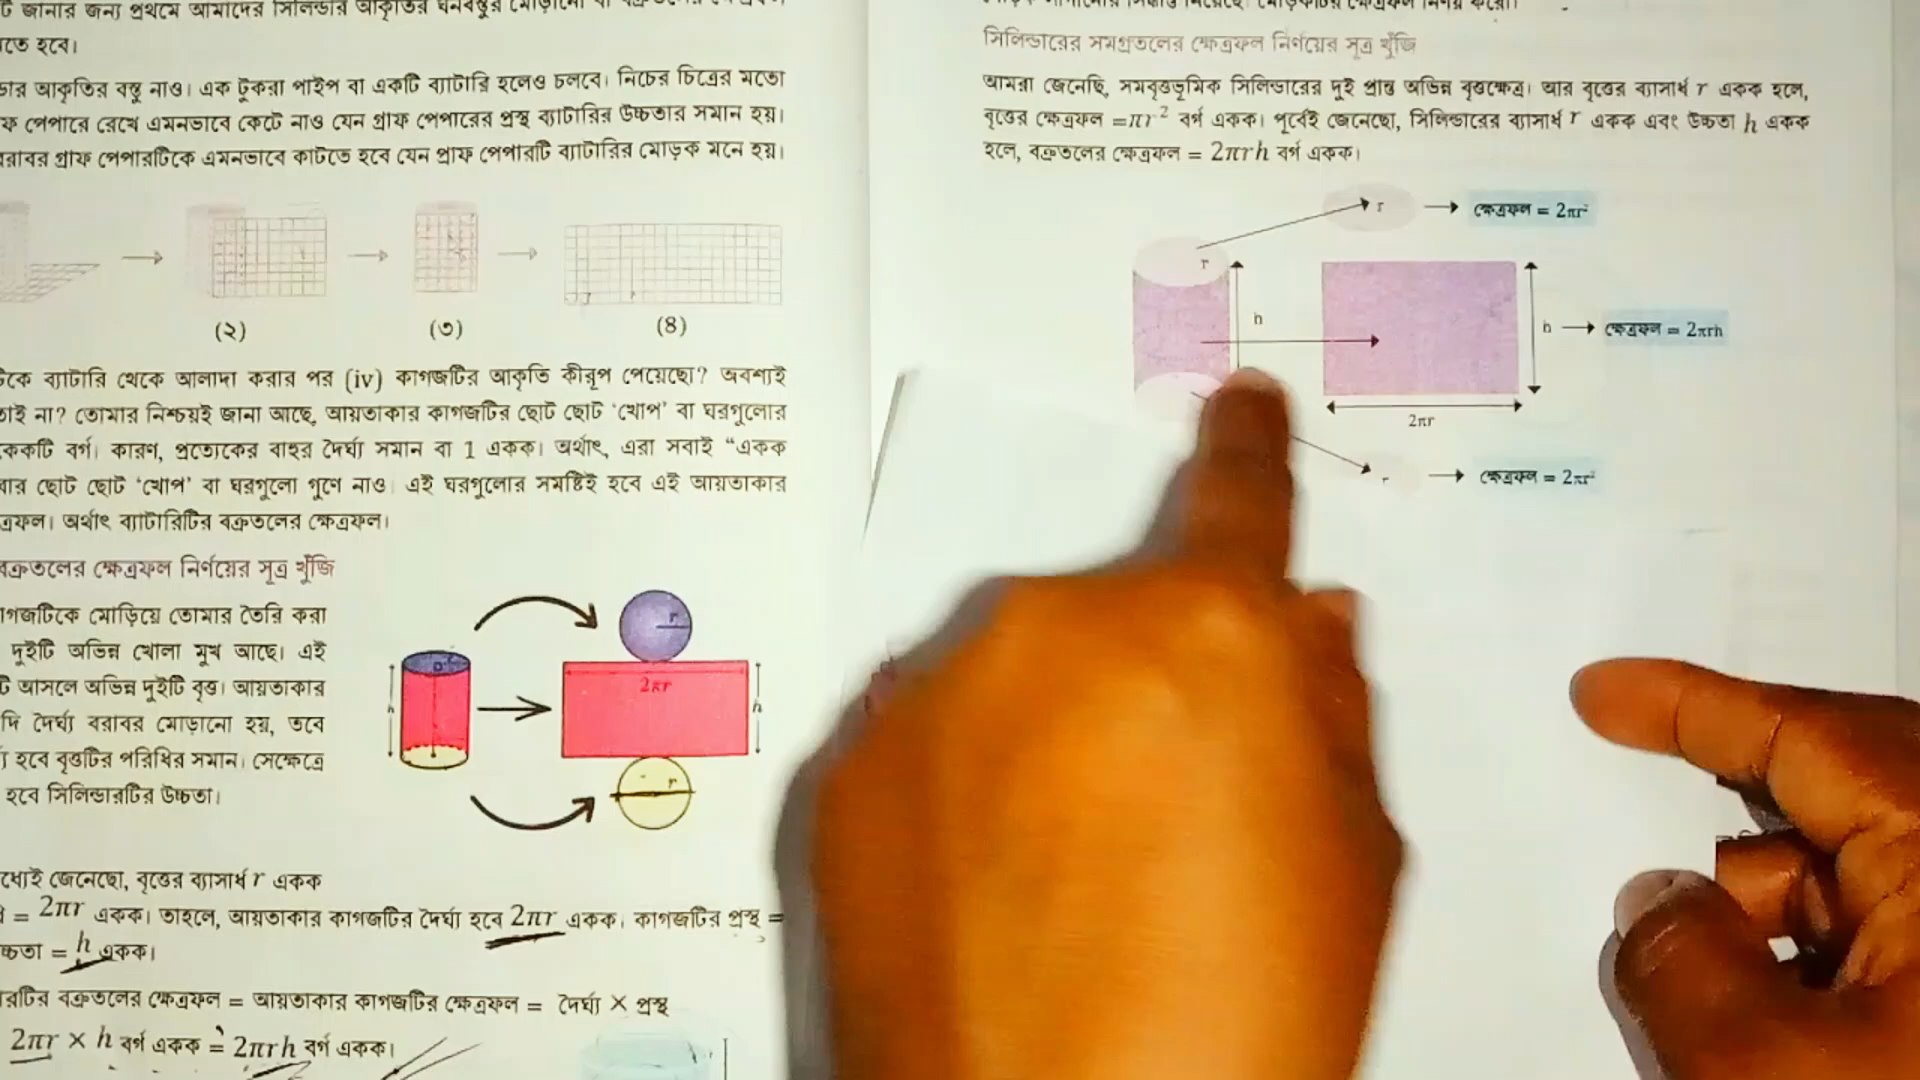 জানার জন্য প্রথমে আমাদের সিলিন্ডার আকৃতির ঘনবস্তুর মোড়ানো বা
হবে।
আকৃতির বস্তু নাও। এক টুকরা পাইপ বা একটি ব্যাটারি হলেও চলবে। নিচের চিত্রের মতো
পেপারে রেখে এমনভাবে কেটে নাও যেন গ্রাফ পেপারের প্রস্থ ব্যাটারির উচ্চতার সমান হয়।
গ্রাফ পেপারটিকে এমনভাবে কাটতে হবে যেন গ্রাফ পেপারটি ব্যাটারির মোড়ক মনে হয়।
(২)
(৩)
(৪)
ব্যাটারি থেকে আলাদা করার পর (iv) কাগজটির আকৃতি কীরূপ পেয়েছো? অবশ্যই
না? তোমার নিশ্চয়ই জানা আছে, আয়তাকার কাগজটির ছোট ছোট ‘খোপ’ বা ঘরগুলোর
বর্গ। কারণ, প্রত্যেকের বাহুর দৈর্ঘ্য সমান বা 1 একক। অর্থাৎ, এরা সবাই “একক
ছোট ছোট ‘খোপ’ বা ঘরগুলো গুণে নাও। এই ঘরগুলোর সমষ্টিই হবে এই আয়তাকার
অর্থাৎ ব্যাটারিটির বক্রতলের ক্ষেত্রফল।
বক্রতলের ক্ষেত্রফল নির্ণয়ের সূত্র খুঁজি
মোড়িয়ে তোমার তৈরি করা
দুইটি অভিন্ন খোলা মুখ আছে। এই
আসলে অভিন্ন দুইটি বৃত্ত। আয়তাকার
দৈর্ঘ্য বরাবর মোড়ানো হয়, তবে
হবে বৃত্তটির পরিধির সমান। সেক্ষেত্রে
হবে সিলিন্ডারটির উচ্চতা।
h
r
2πr
h
r
জেনেছো, বৃত্তের ব্যাসার্ধ r একক
= 2πr একক। তাহলে, আয়তাকার কাগজটির দৈর্ঘ্য হবে 2πr একক। কাগজটির প্রস্থ =
= h একক।
বক্রতলের ক্ষেত্রফল = আয়তাকার কাগজটির ক্ষেত্রফল = দৈর্ঘ্য × প্রস্থ
2πr × h বর্গ একক = 2πrh বর্গ একক।
সিলিন্ডারের সমগ্রতলের ক্ষেত্রফল নির্ণয়ের সূত্র খুঁজি
আমরা জেনেছি, সমবৃত্তভূমিক সিলিন্ডারের দুই প্রান্ত অভিন্ন বৃত্তক্ষেত্র। আর বৃত্তের ব্যাসার্ধ r একক হলে,
বৃত্তের ক্ষেত্রফল =πr² বর্গ একক। পূর্বেই জেনেছো, সিলিন্ডারের ব্যাসার্ধ r একক এবং উচ্চতা h একক
হলে, বক্রতলের ক্ষেত্রফল = 2πrh বর্গ একক।
r
ক্ষেত্রফল = 2πr²
r
h
h
ক্ষেত্রফল = 2πrh
2πr
r
ক্ষেত্রফল = 2πr²